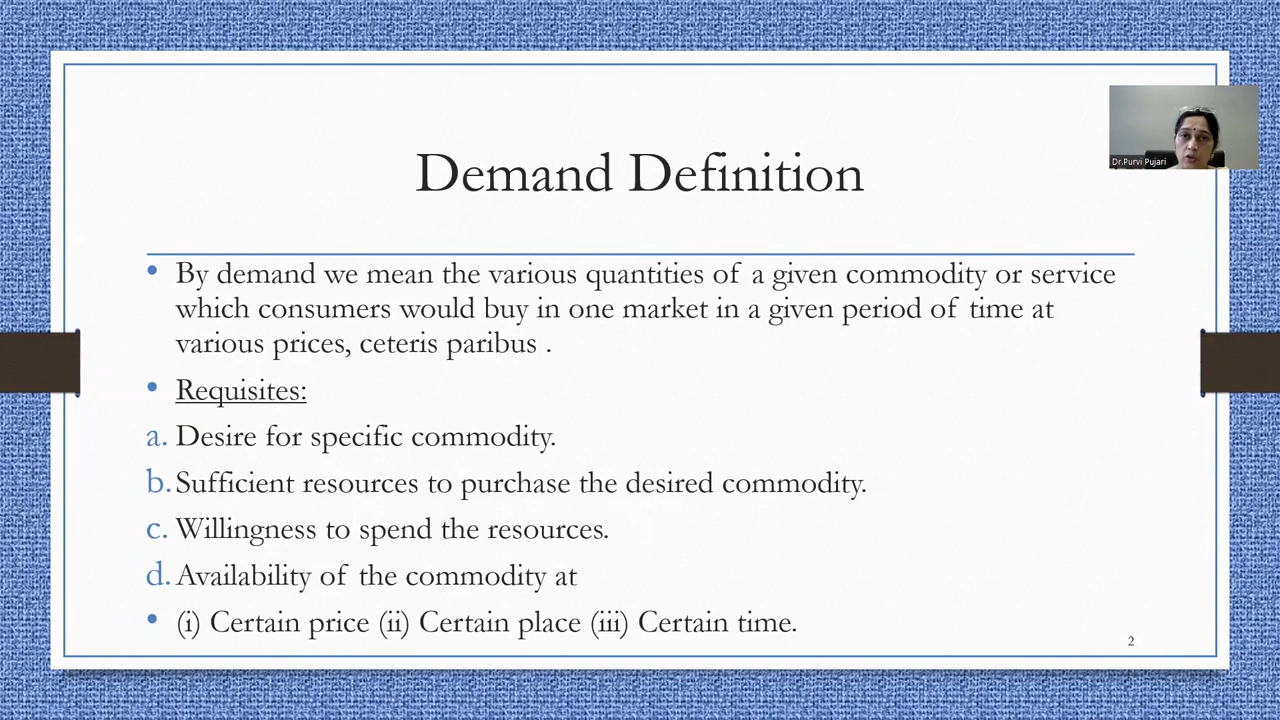 Dr.Purvi Pujari
Demand Definition
• By demand we mean the various quantities of a given commodity or service
which consumers would buy in one market in a given period of time at
various prices, ceteris paribus .
• Requisites:
a. Desire for specific commodity.
b. Sufficient resources to purchase the desired commodity.
c. Willingness to spend the resources.
d. Availability of the commodity at
• (i) Certain price (ii) Certain place (iii) Certain time.
2